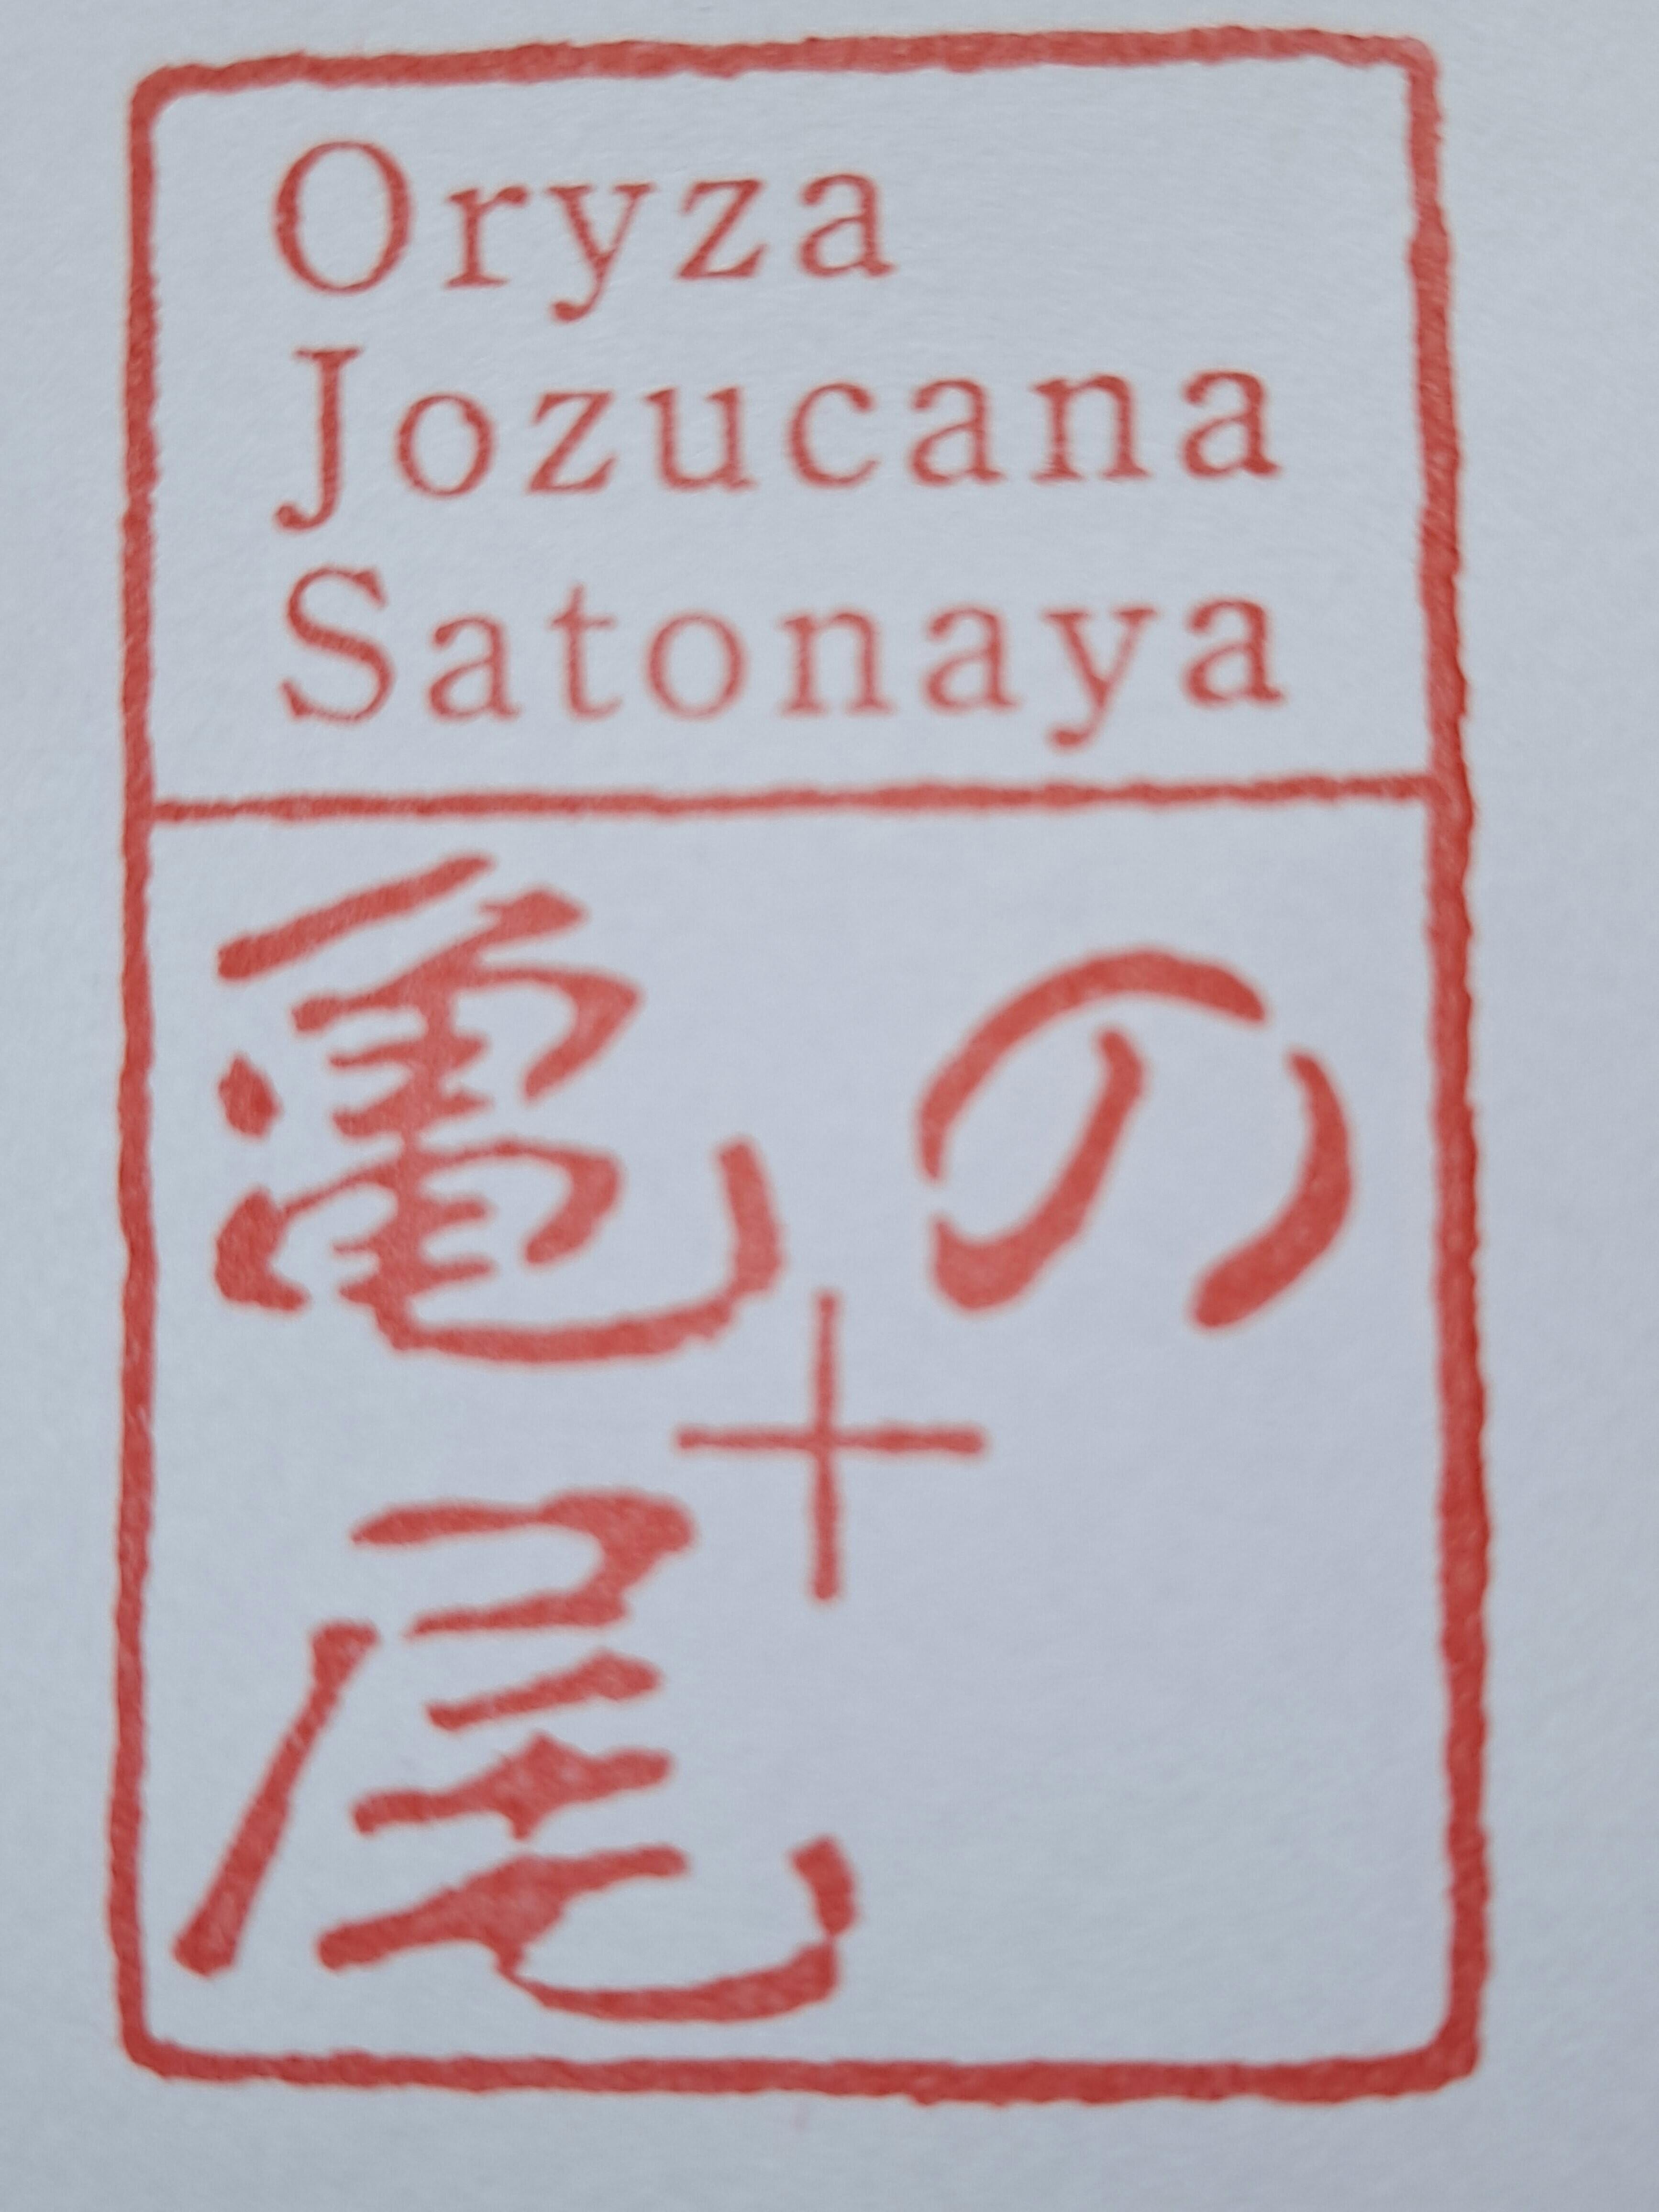 Oryza
Jozucana
Satonaya
亀の
+
尾